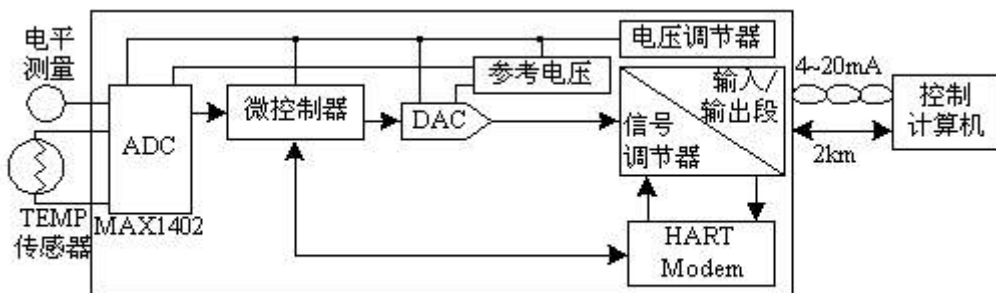 电平
测量
TEMP
传感器
ADC
MAX1402
微控制器
DAC
电压调节器
参考电压
输入/
输出段
信号
调节器
HART
Modem
4~20mA
2km
控制
计算机